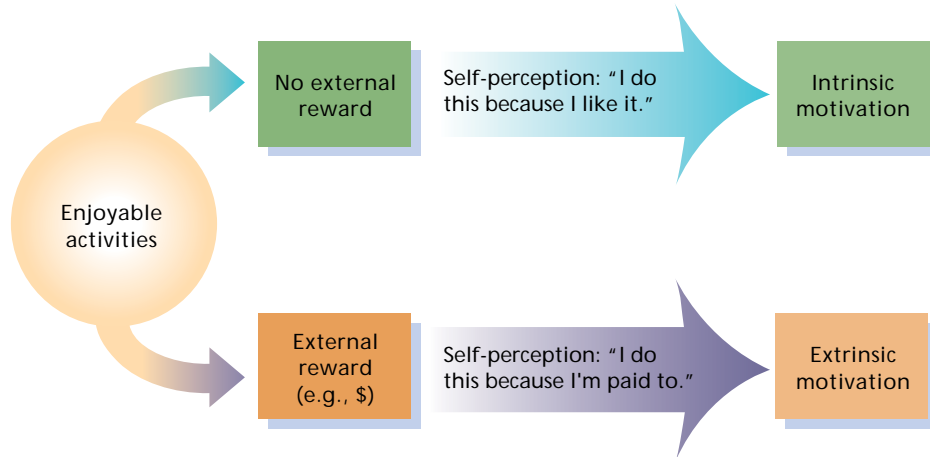 Enjoyable
activities
No external
reward
Self-perception: “I do
this because I like it.”
Intrinsic
motivation
External
reward
(e.g., $)
Self-perception: “I do
this because I'm paid to.”
Extrinsic
motivation